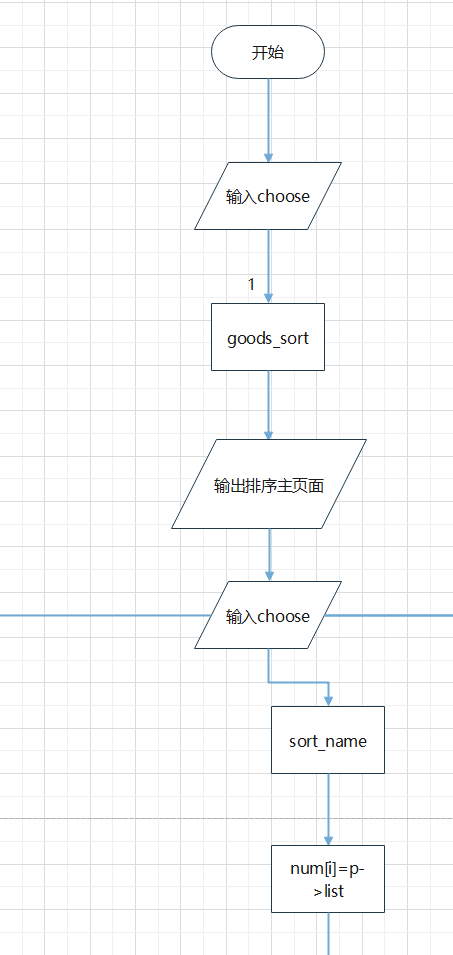 开始
输入choose
1
goods_sort
输出排序主页面
输入choose
sort_name
num[i]=p-
>list